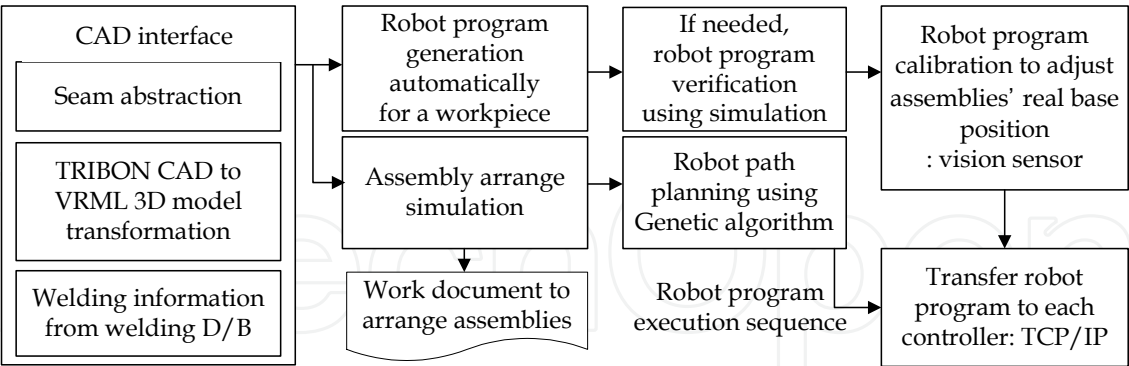 CAD interface
Seam abstraction
TRIBON CAD to
VRML 3D model
transformation
Welding information
from welding D/B
Robot program
generation
automatically
for a workpiece
If needed,
robot program
verification
using simulation
Robot program
calibration to adjust
assemblies' real base
position
: vision sensor
Assembly arrange
simulation
Robot path
planning using
Genetic algorithm
Work document to
arrange assemblies
Robot program
execution sequence
Transfer robot
program to each
controller: TCP/IP